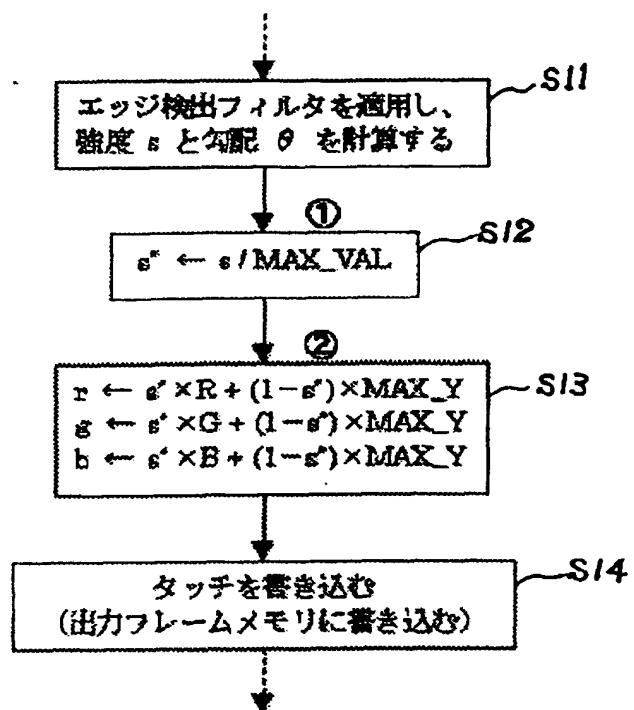 S11
エッジ検出フィルタを適用し、
強度 s と勾配 θ を計算する
①
S12
s* ← s / MAX_VAL
②
S13
r ← s* × R + (1−s*) × MAX_Y
g ← s* × G + (1−s*) × MAX_Y
b ← s* × B + (1−s*) × MAX_Y
S14
タッチを書き込む
(出力フレームメモリに書き込む)